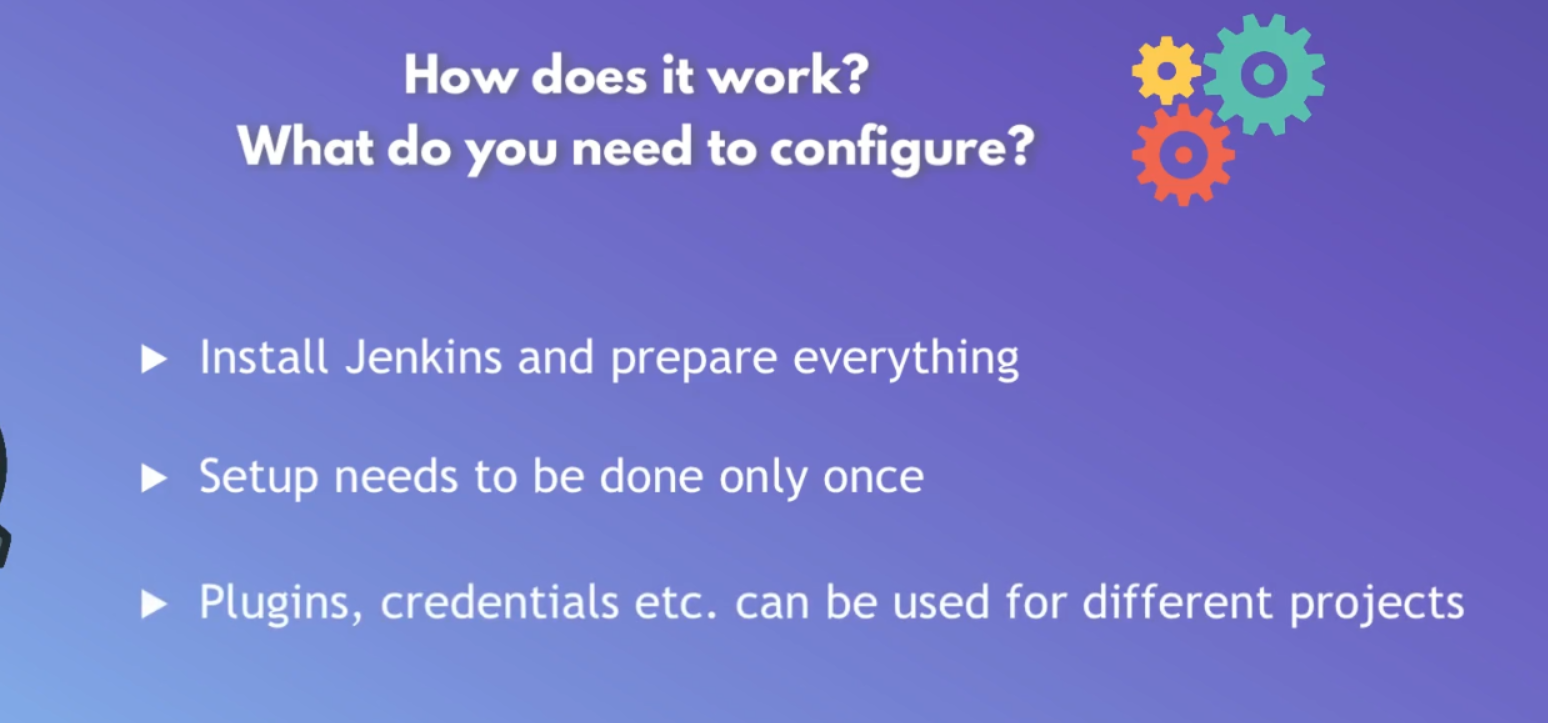 How does it work?
What do you need to configure?
Install Jenkins and prepare everything
Setup needs to be done only once
Plugins, credentials etc. can be used for different projects